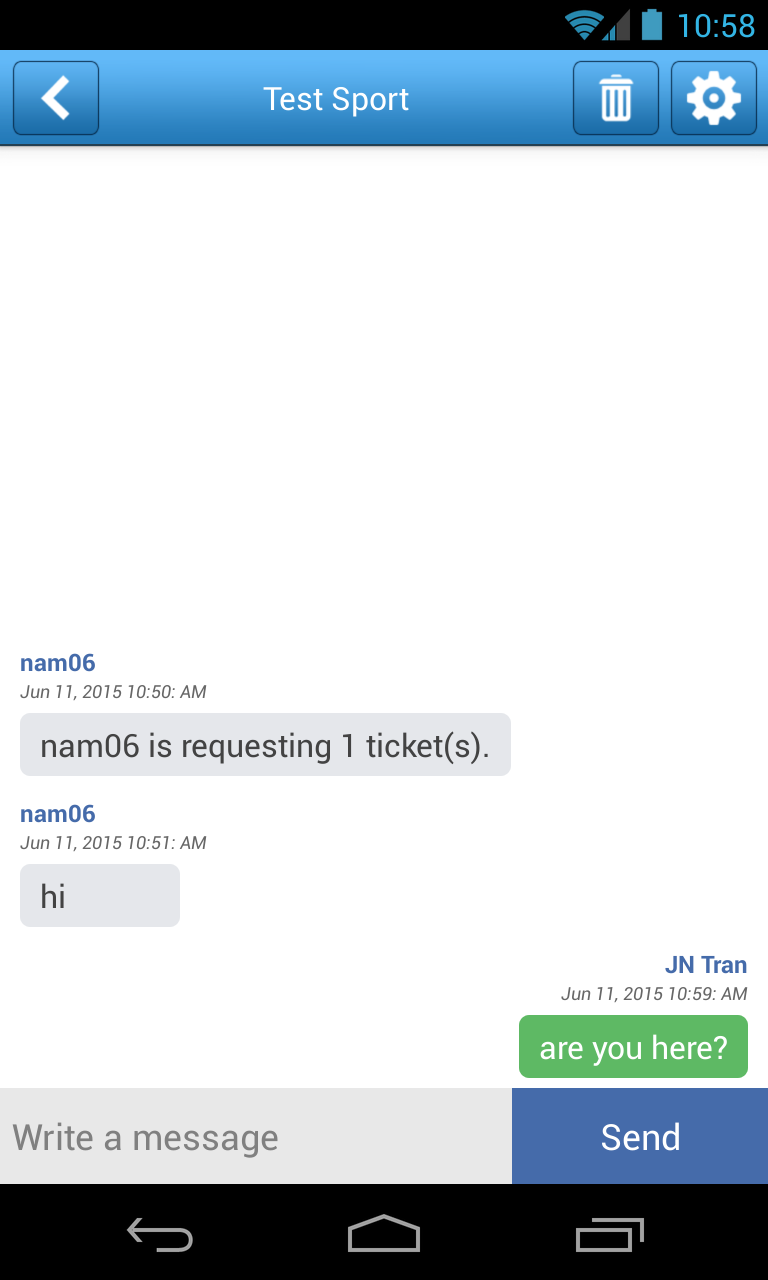 10:58
Test Sport
nam06
Jun 11, 2015 10:50: AM
nam06 is requesting 1 ticket(s).
nam06
Jun 11, 2015 10:51: AM
hi
JN Tran
Jun 11, 2015 10:59: AM
are you here?
Write a message
Send